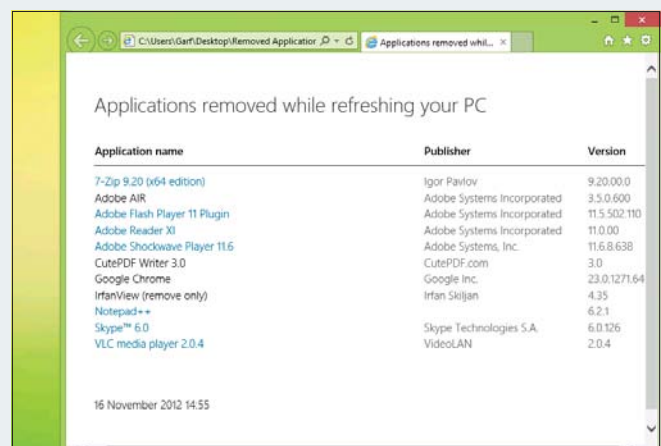 C:\Users\Garf\Desktop\Removed Applicatior
Applications removed whil...
Applications removed while refreshing your PC
Application name Publisher Version
7-Zip 9.20 (x64 edition) Igor Pavlov 9.20.00.0
Adobe AIR Adobe Systems Incorporated 3.5.0.600
Adobe Flash Player 11 Plugin Adobe Systems Incorporated 11.5.502.110
Adobe Reader XI Adobe Systems Incorporated 11.0.00
Adobe Shockwave Player 11.6 Adobe Systems, Inc. 11.6.8.638
CutePDF Writer 3.0 CutePDF.com 3.0
Google Chrome Google Inc. 23.0.1271.64
IrfanView (remove only) Irfan Skiljan 4.35
Notepad++ 6.2.1
Skype™ 6.0 Skype Technologies S.A. 6.0.126
VLC media player 2.0.4 VideoLAN 2.0.4
16 November 2012 14:55